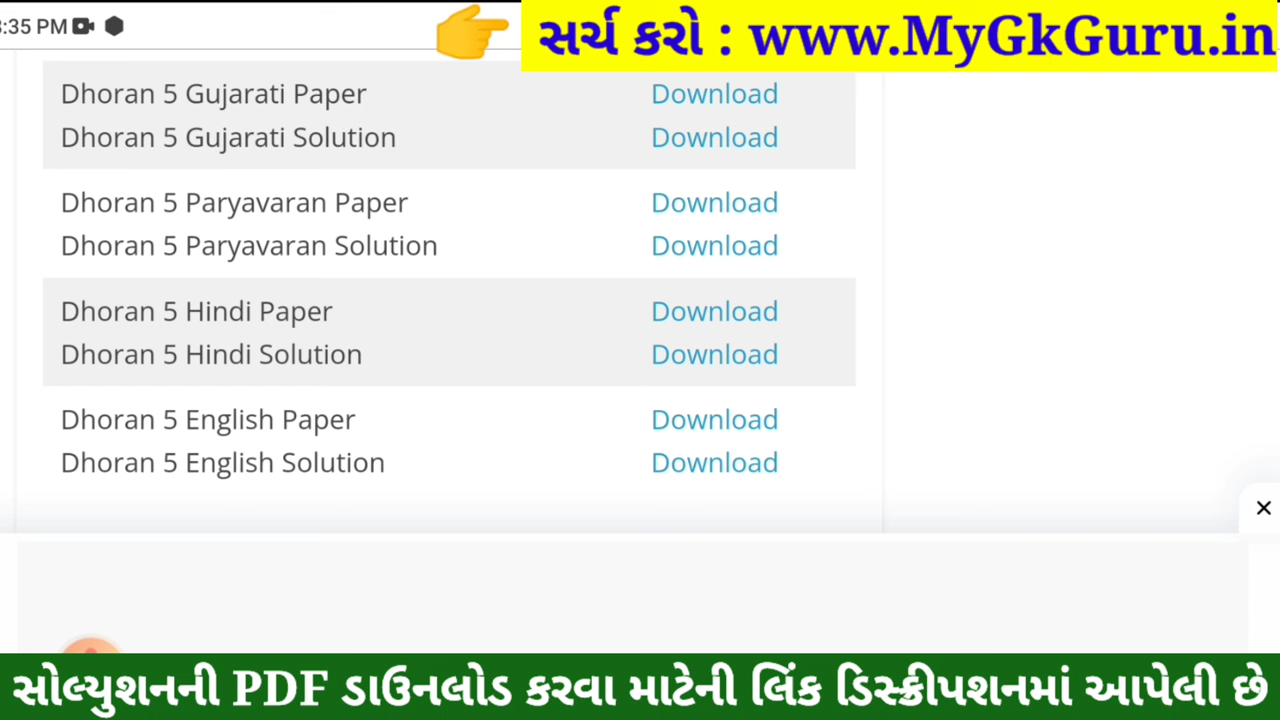 :35 PM
સર્ચ કરો : www.MyGkGuru.in
Dhoran 5 Gujarati Paper Download
Dhoran 5 Gujarati Solution Download
Dhoran 5 Paryavaran Paper Download
Dhoran 5 Paryavaran Solution Download
Dhoran 5 Hindi Paper Download
Dhoran 5 Hindi Solution Download
Dhoran 5 English Paper Download
Dhoran 5 English Solution Download
સોલ્યુશનની PDF ડાઉનલોડ કરવા માટેની લિંક ડિસ્ક્રીપશનમાં આપેલી છે